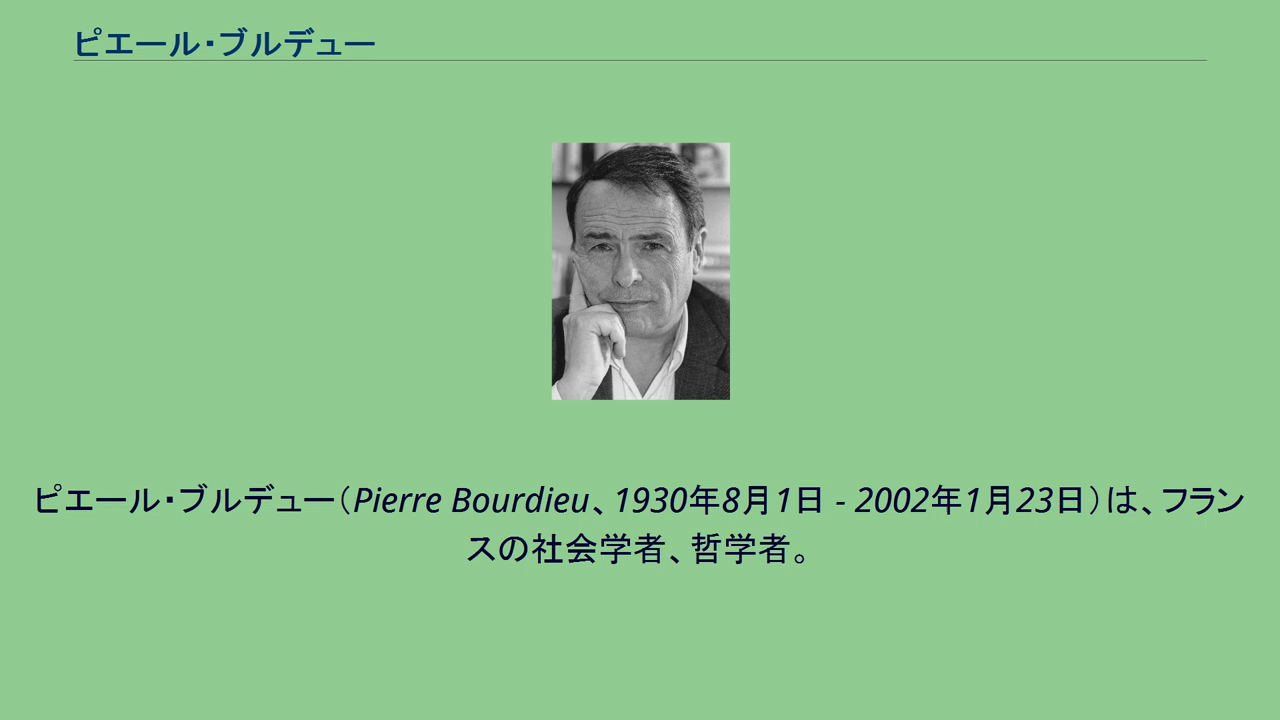 ピエール・ブルデュー
ピエール・ブルデュー（Pierre Bourdieu、1930年8月1日 - 2002年1月23日）は、フラン
スの社会学者、哲学者。